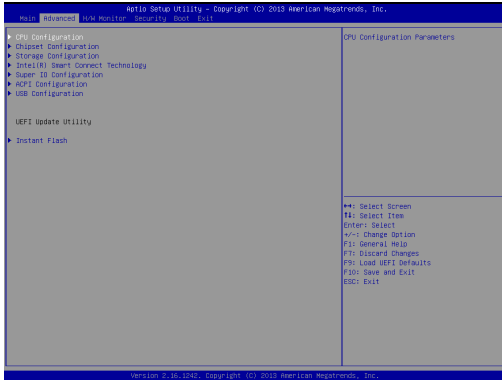 Aptio Setup Utility – Copyright (C) 2013 American Megatrends, Inc.
Main Advanced H/W Monitor Security Boot Exit
CPU Configuration
Chipset Configuration
Storage Configuration
Intel(R) Smart Connect Technology
Super IO Configuration
ACPI Configuration
USB Configuration
UEFI Update Utility
Instant Flash
CPU Configuration Parameters
↔: Select Screen
↑↓: Select Item
Enter: Select
+/-: Change Option
F1: General Help
F7: Discard Changes
F9: Load UEFI Defaults
F10: Save and Exit
ESC: Exit
Version 2.16.1242. Copyright (C) 2013 American Megatrends, Inc.